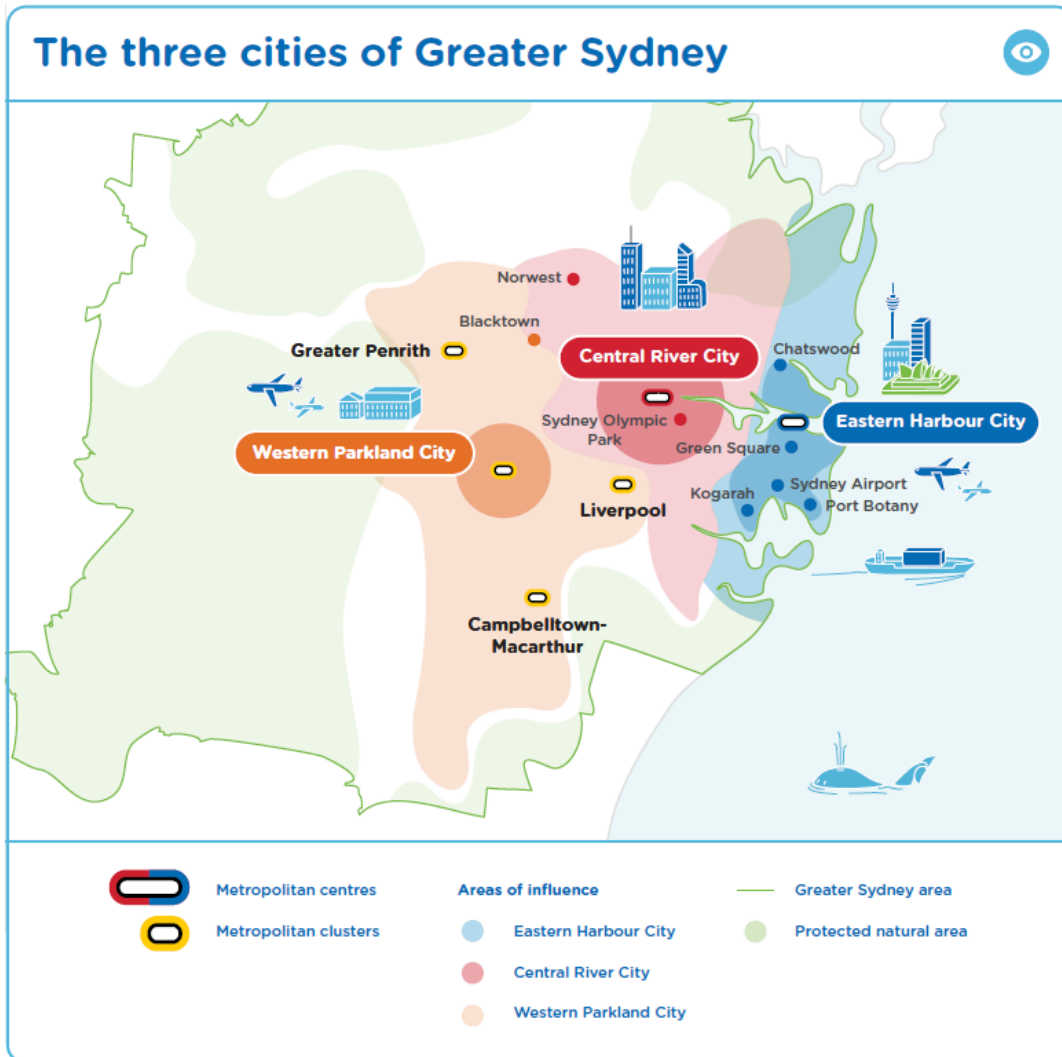 The three cities of Greater Sydney
Norwest
Blacktown
Greater Penrith
Central River City
Chatswood
Sydney Olympic
Park
Eastern Harbour City
Green Square
Western Parkland City
Sydney Airport
Kogarah
Port Botany
Liverpool
Campbelltown-
Macarthur
Metropolitan centres
Metropolitan clusters
Areas of influence
Eastern Harbour City
Central River City
Western Parkland City
Greater Sydney area
Protected natural area